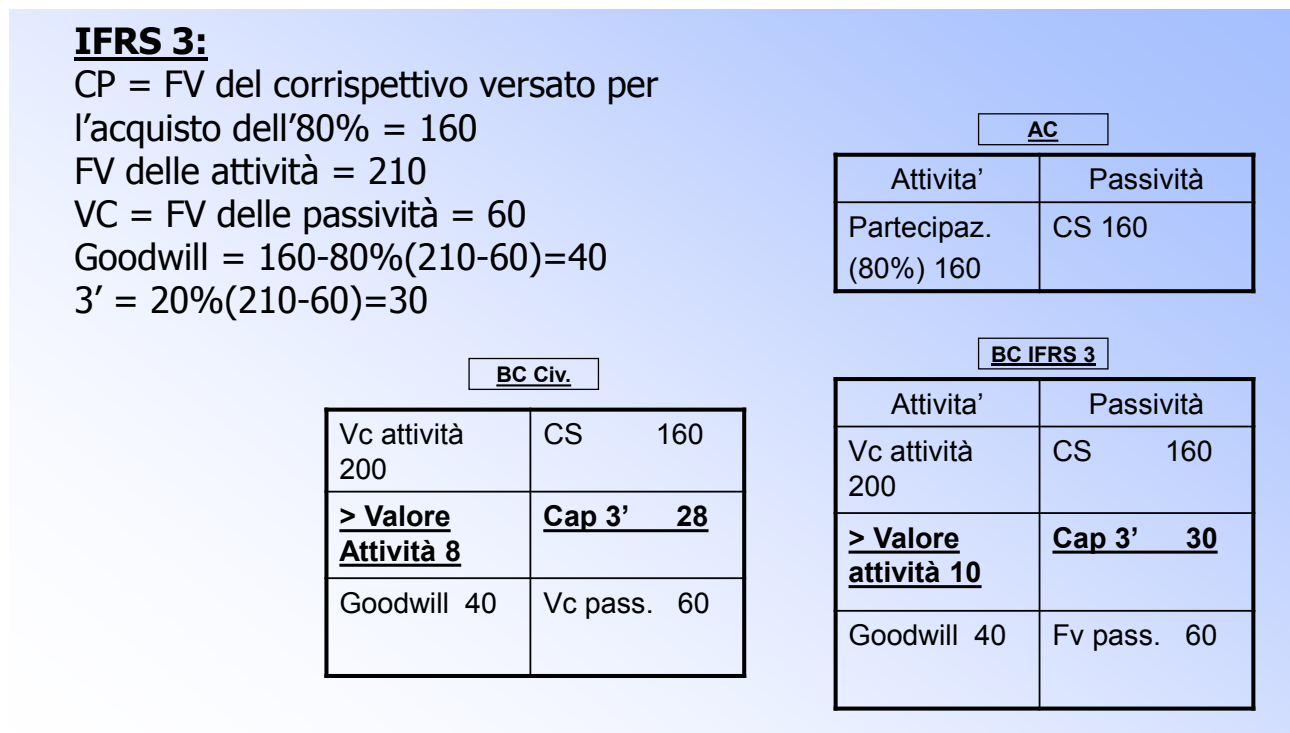 IFRS 3:
CP = FV del corrispettivo versato per
l'acquisto dell'80% = 160
FV delle attività = 210
VC = FV delle passività = 60
Goodwill = 160-80%(210-60)=40
3' = 20%(210-60)=30
AC
Attivita' Passività
Partecipaz. CS 160
(80%) 160
BC Civ.
Vc attività CS 160
200
> Valore Cap 3' 28
Attività 8
Goodwill 40 Vc pass. 60
BC IFRS 3
Attivita' Passività
Vc attività CS 160
200
> Valore Cap 3' 30
attività 10
Goodwill 40 Fv pass. 60